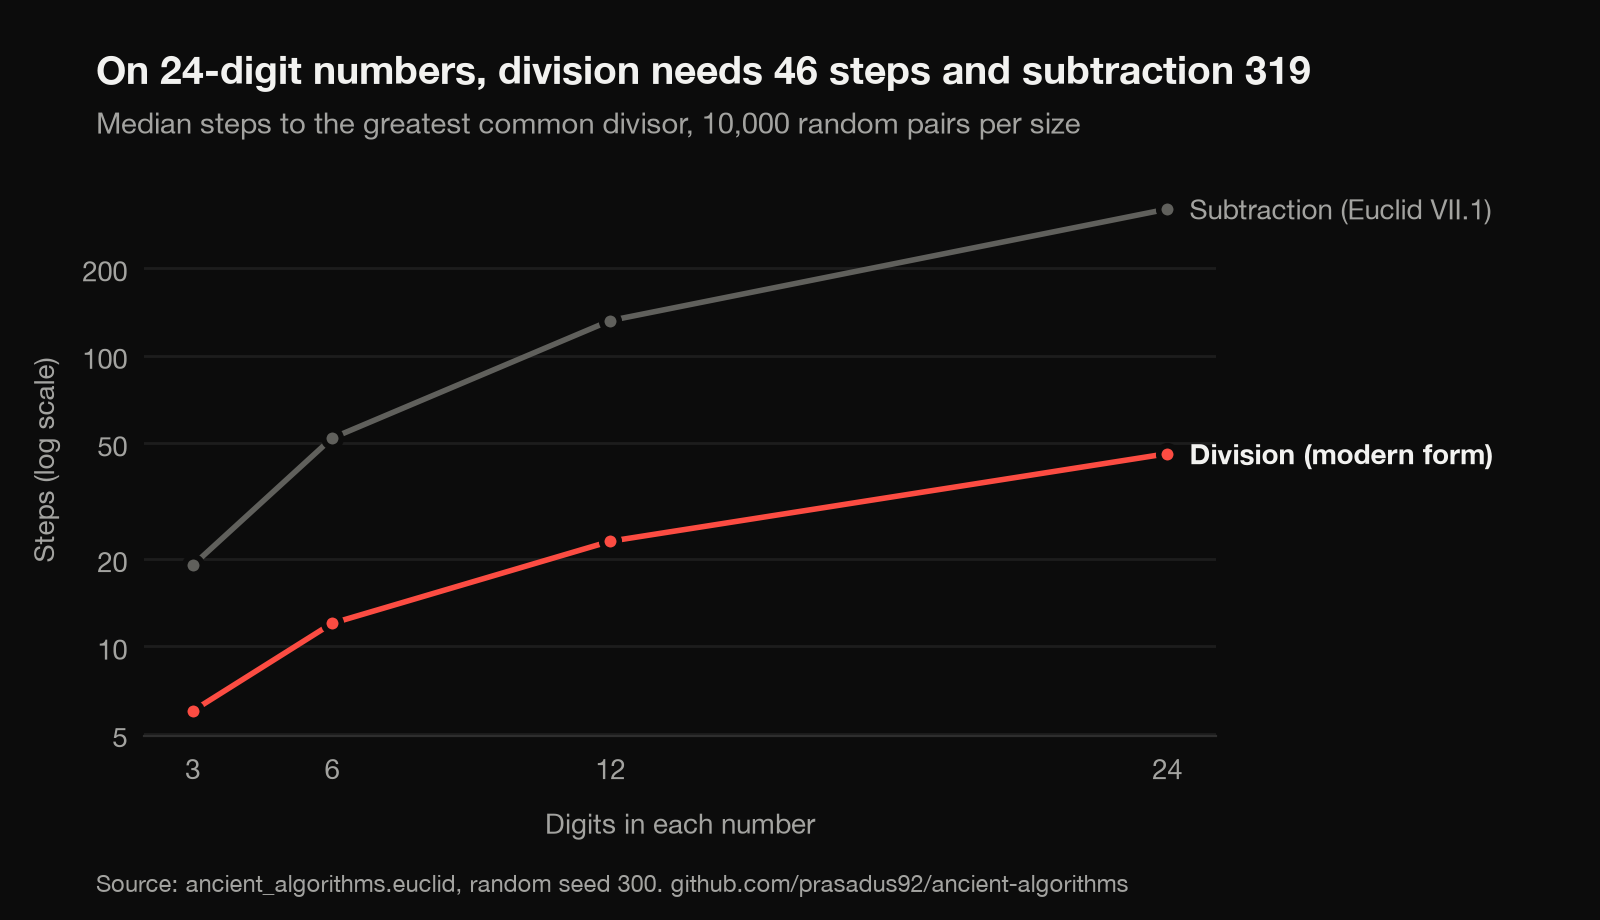 On 24-digit numbers, division needs 46 steps and subtraction 319
Median steps to the greatest common divisor, 10,000 random pairs per size
Subtraction (Euclid VII.1)
200
100
50
Division (modern form)
20
10
5
Steps (log scale)
3 6 12 24
Digits in each number
Source: ancient_algorithms.euclid, random seed 300. github.com/prasadus92/ancient-algorithms